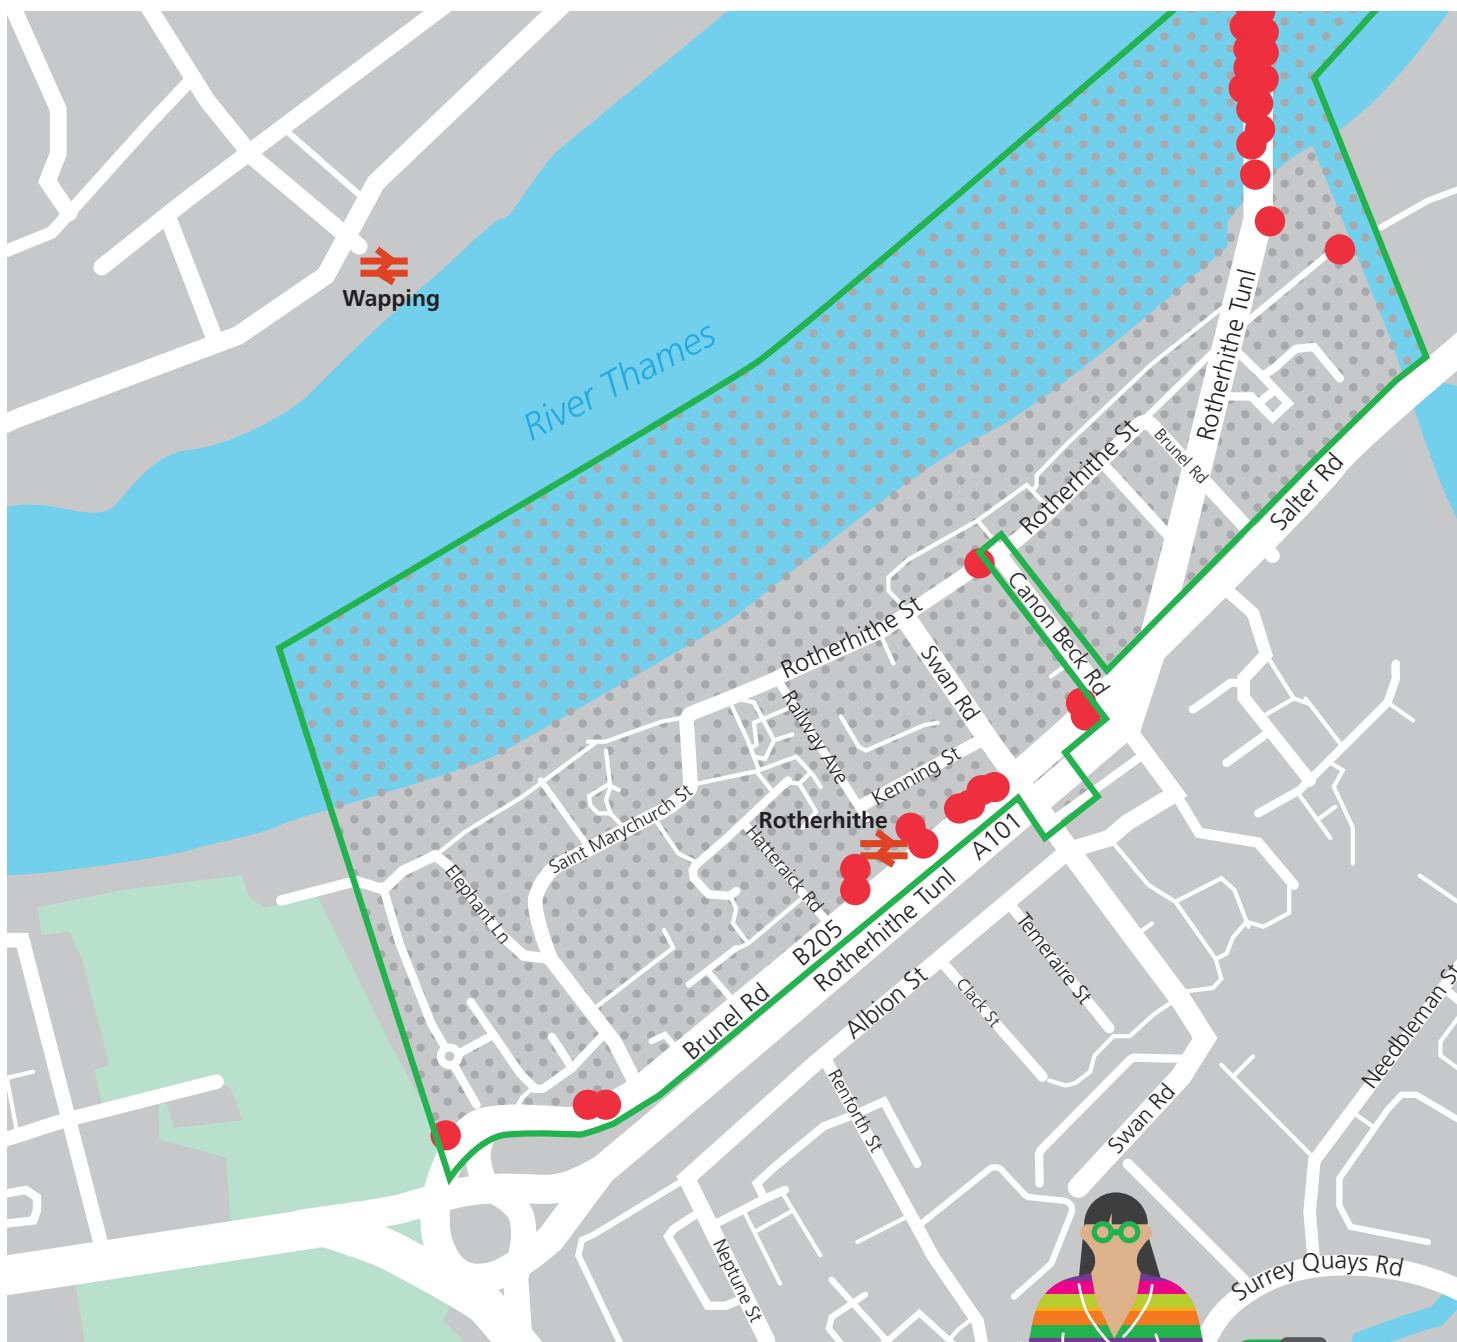 Wapping
River Thames
Rotherhithe Tunl
Rotherhithe St
Brunel Rd
Salter Rd
Canon Beck Rd
Rotherhithe St
Swan Rd
Railway Ave
Kenning St
Saint Marychurch St
Rotherhithe
Hatteraick Rd
A101
Elephant Ln
B205
Rotherhithe Tunl
Brunel Rd
Albion St
Temeraire St
Clack St
Needbleman St
Renforth St
Swan Rd
Neptune St
Surrey Quays Rd